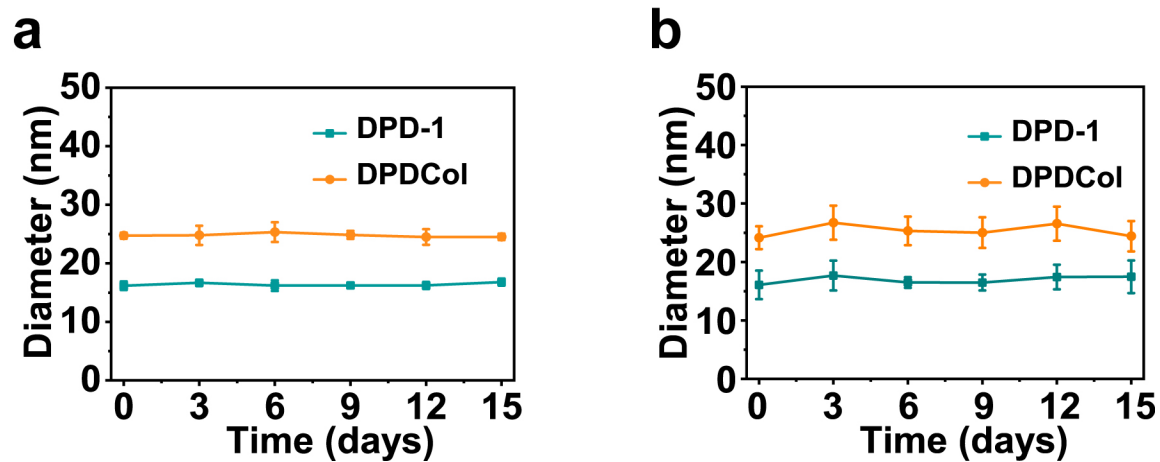 a
50
40
30
20
10
0
0 3 6 9 12 15
Diameter (nm)
Time (days)
DPD-1
DPDCol
b
50
40
30
20
10
0
0 3 6 9 12 15
Diameter (nm)
Time (days)
DPD-1
DPDCol